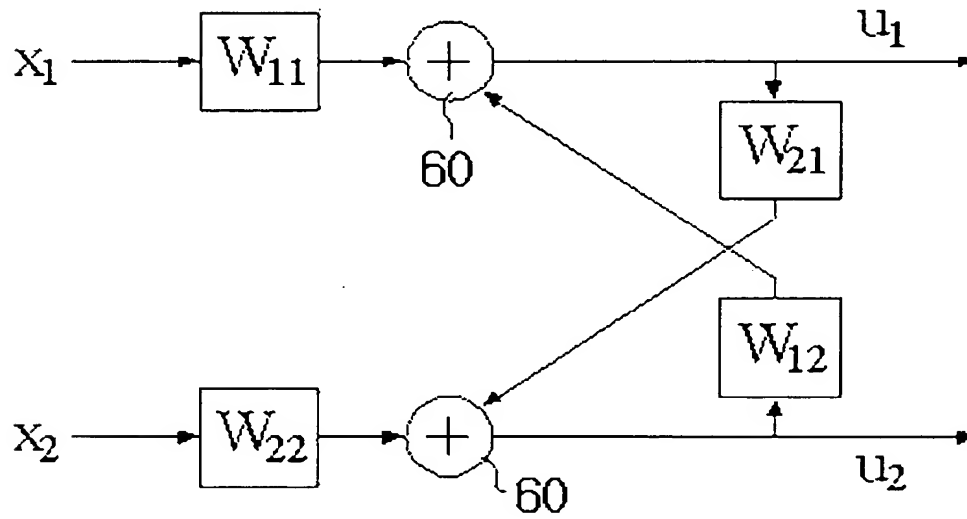 x₁ W₁₁ + u₁
60
W₂₁
W₁₂
x₂ W₂₂ + u₂
60